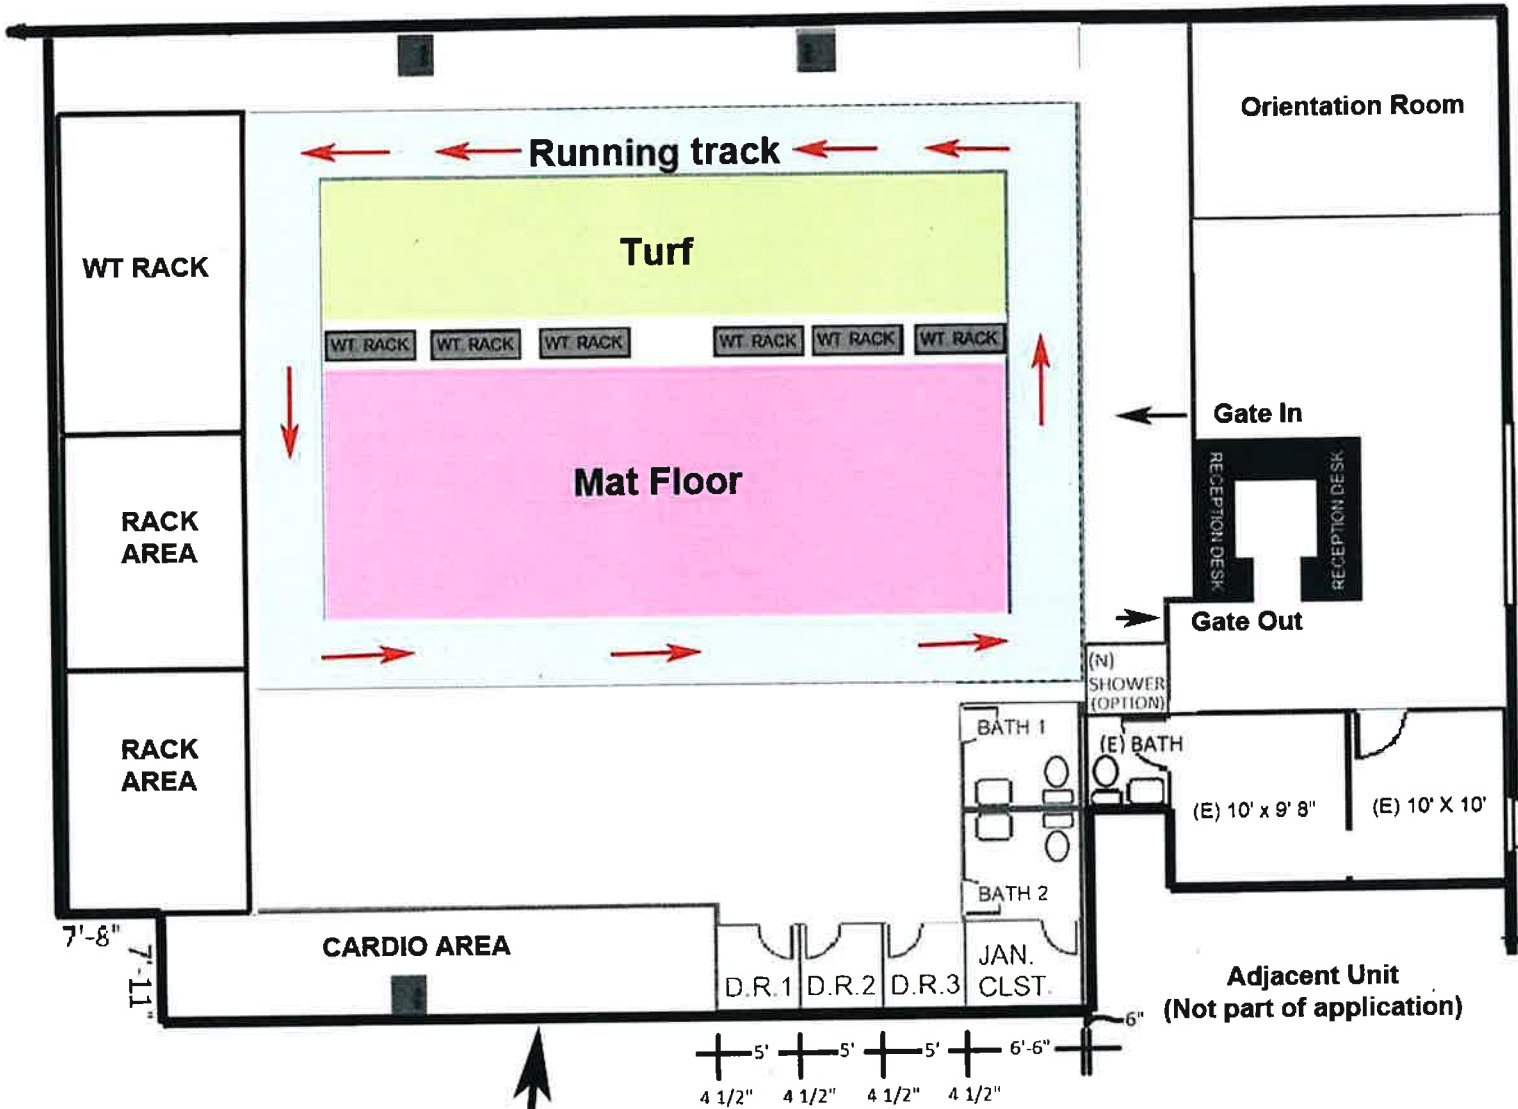 Orientation Room
Running track
Turf
WT RACK
WT RACK
WT RACK
WT RACK
WT RACK
WT RACK
WT RACK
Gate In
RECEPTION DESK
RECEPTION DESK
Mat Floor
RACK
AREA
Gate Out
(N)
SHOWER
(OPTION)
BATH 1
(E) BATH
RACK
AREA
(E) 10' x 9' 8"
(E) 10' X 10'
BATH 2
7'-8"
7'-11"
CARDIO AREA
D.R.1
D.R.2
D.R.3
JAN.
CLST.
Adjacent Unit
(Not part of application)
6"
5'
5'
5'
6'-6"
4 1/2"
4 1/2"
4 1/2"
4 1/2"